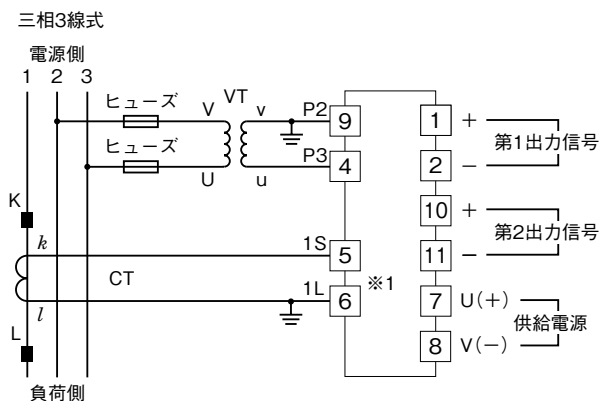 三相3線式
電源側
1 2 3
ヒューズ V VT v P2 9 1 +
第1出力信号
ヒューズ U u P3 4 2 −
10 +
第2出力信号
K
k 1S 5 11 −
CT ※1
l 1L 6 7 U(+)
供給電源
L 8 V(−)
負荷側